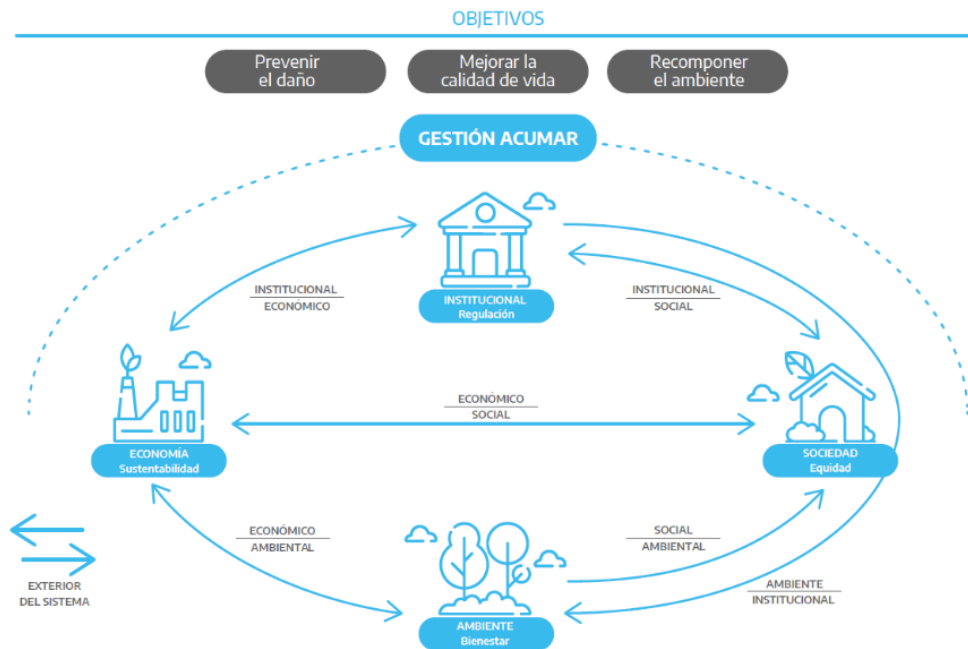 OBJETIVOS
Prevenir
el daño
Mejorar la
calidad de vida
Recomponer
el ambiente
GESTIÓN ACUMAR
INSTITUCIONAL
ECONÓMICO
INSTITUCIONAL
Regulación
INSTITUCIONAL
SOCIAL
ECONÓMICO
SOCIAL
ECONOMÍA
Sustentabilidad
SOCIEDAD
Equidad
ECONÓMICO
AMBIENTAL
SOCIAL
AMBIENTAL
EXTERIOR
DEL SISTEMA
AMBIENTE
INSTITUCIONAL
AMBIENTE
Bienestar